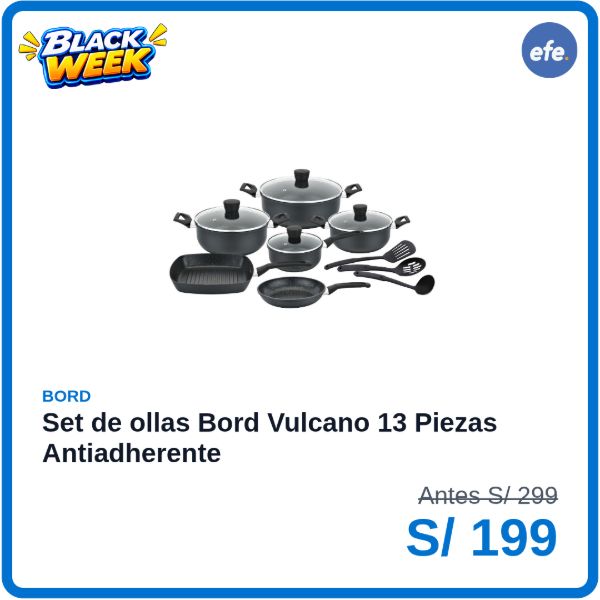 BLACK
WEEK
efe.
BORD
Set de ollas Bord Vulcano 13 Piezas
Antiadherente
Antes S/ 299
S/ 199